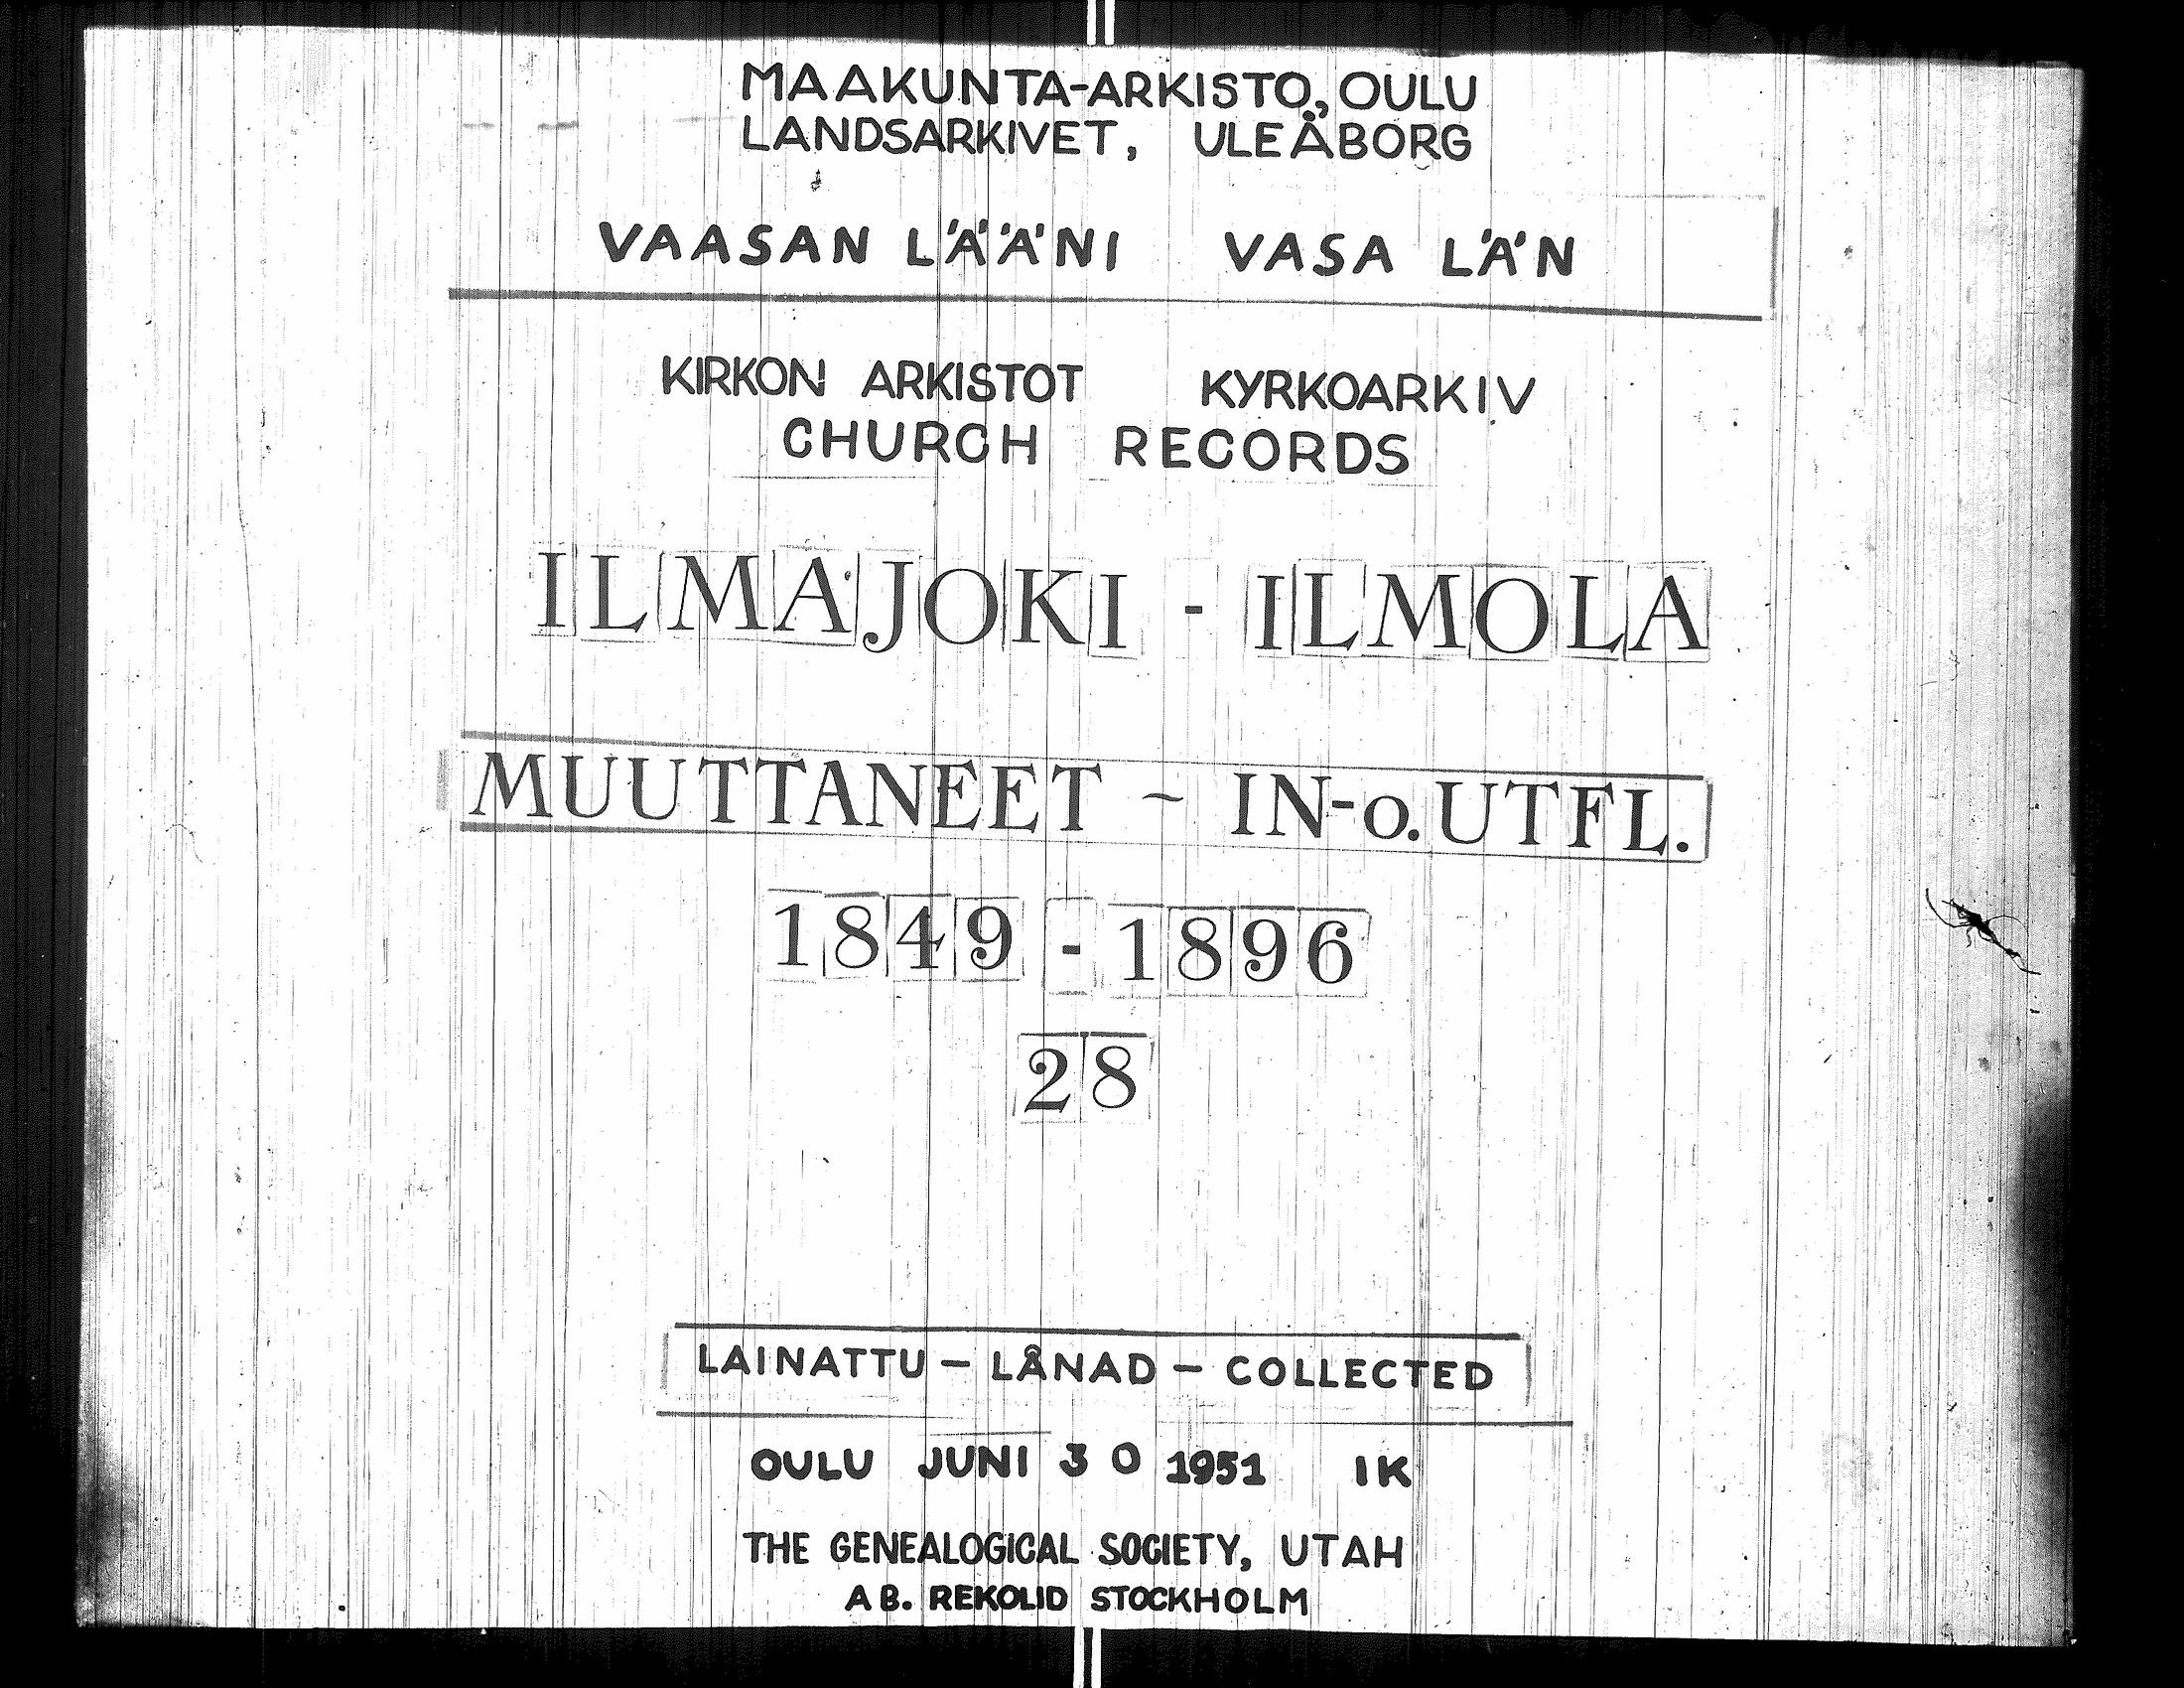 MAAKUNTA-ARKISTO, OULU
LANDSARKIVET, ULEÅBORG
VAASAN LÄÄNI VASA LÄN
KIRKON ARKISTOT KYRKOARKIV
CHURCH RECORDS
ILMAJOKI - ILMOLA
MUUTTANEET ~ IN-o.UTFL.
1849 - 1896
28
LAINATTU — LÅNAD — COLLECTED
OULU JUNI 30 1951 IK
THE GENEALOGICAL SOCIETY, UTAH
AB. REKOLID STOCKHOLM